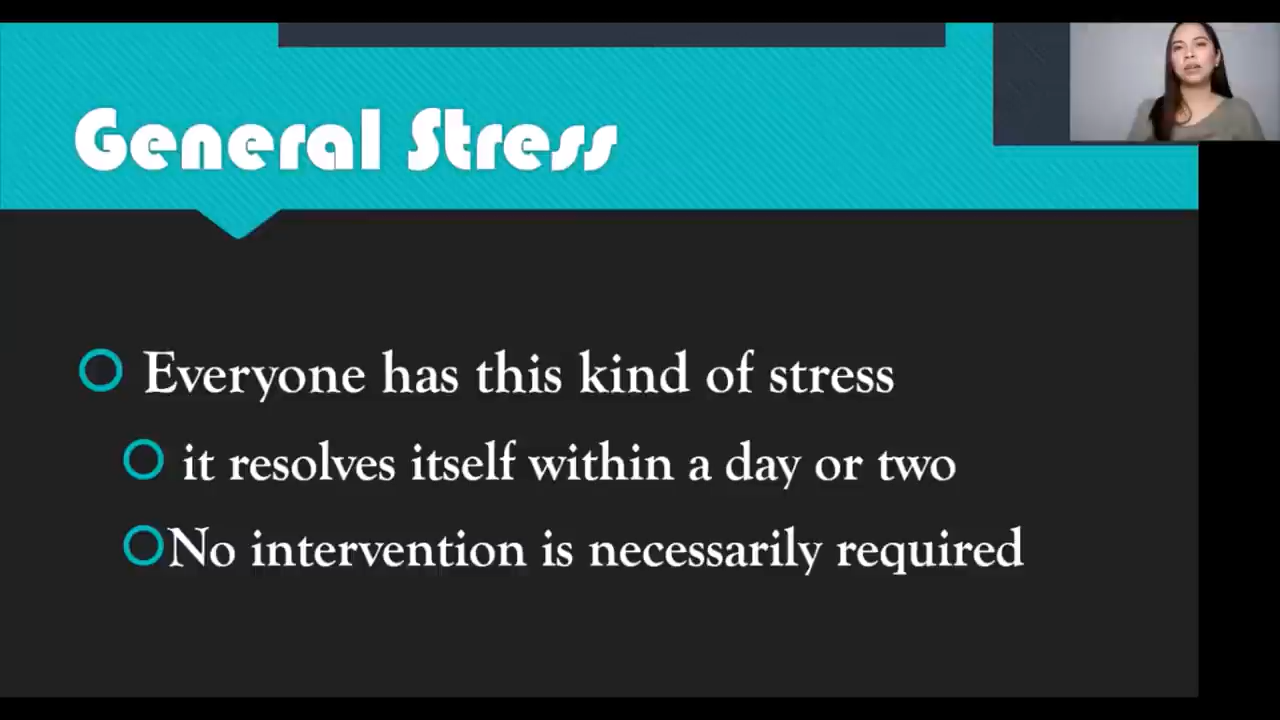 General Stress
Everyone has this kind of stress
it resolves itself within a day or two
No intervention is necessarily required